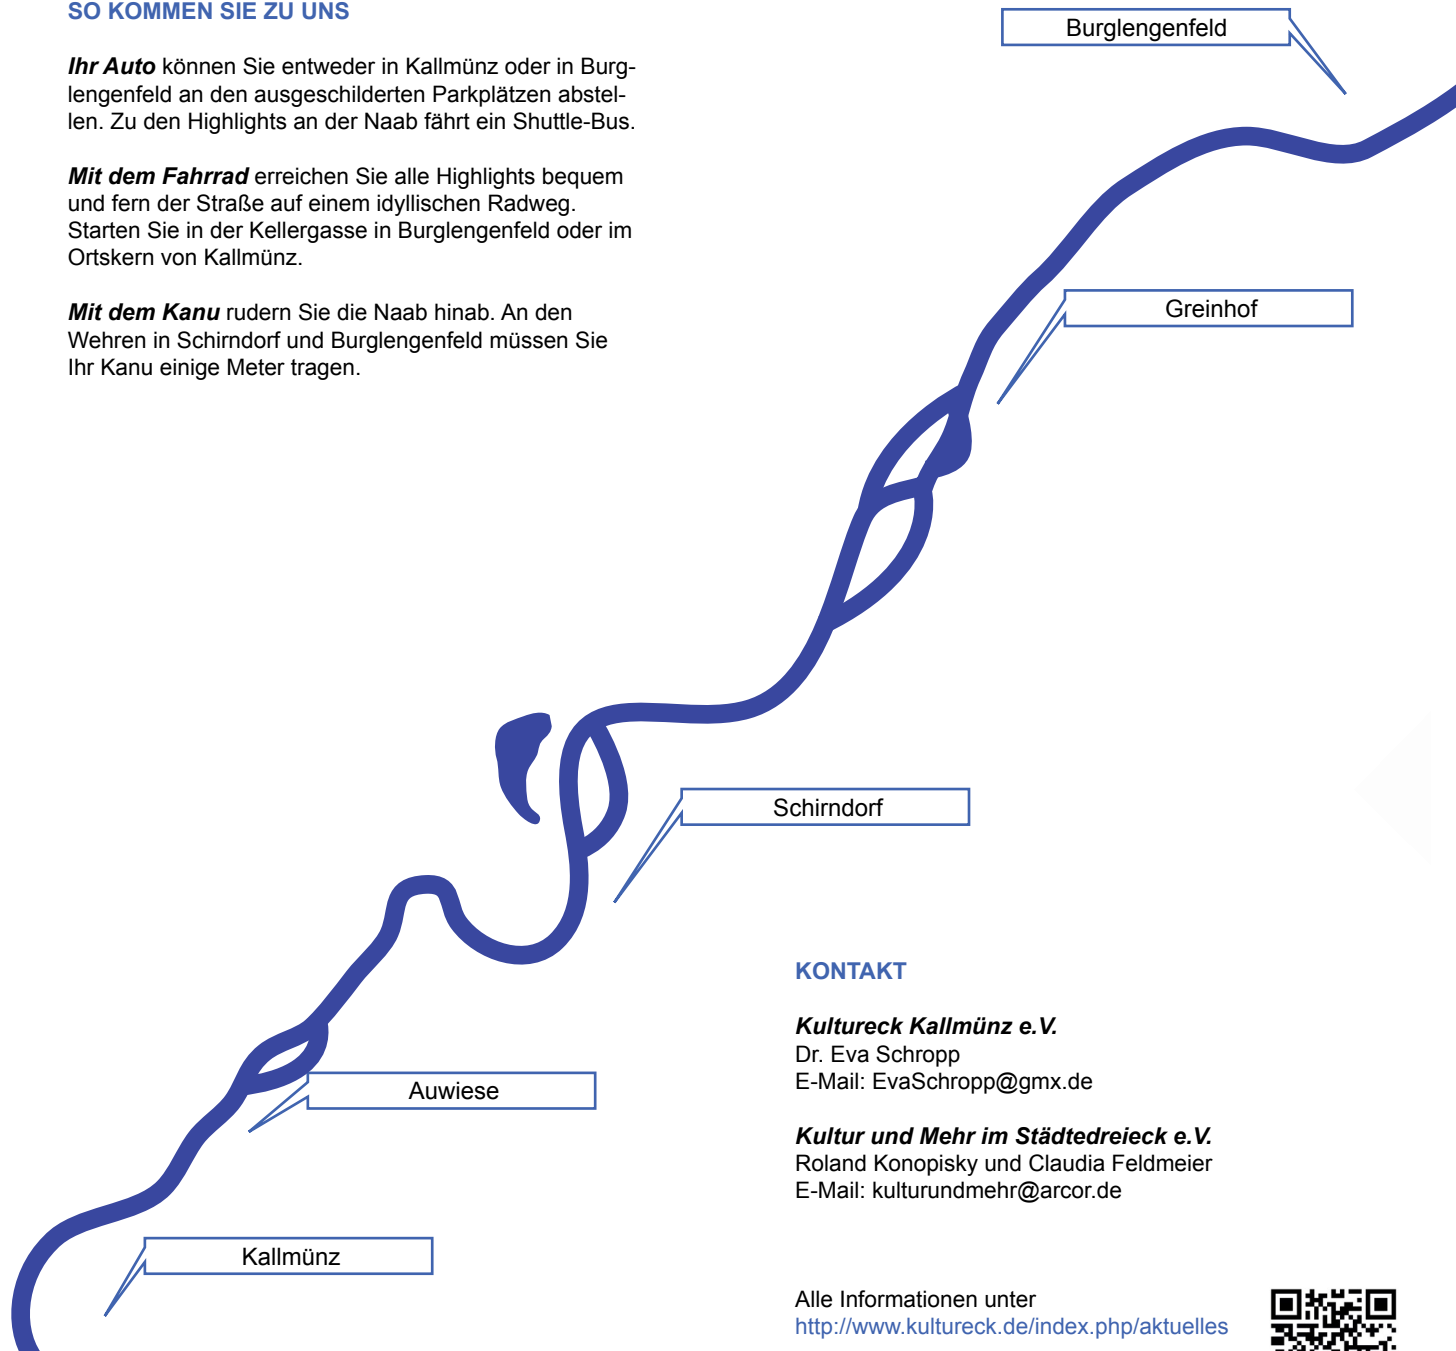 SO KOMMEN SIE ZU UNS
Ihr Auto können Sie entweder in Kallmünz oder in Burg-
lengenfeld an den ausgeschilderten Parkplätzen abstel-
len. Zu den Highlights an der Naab fährt ein Shuttle-Bus.
Mit dem Fahrrad erreichen Sie alle Highlights bequem
und fern der Straße auf einem idyllischen Radweg.
Starten Sie in der Kellergasse in Burglengenfeld oder im
Ortskern von Kallmünz.
Mit dem Kanu rudern Sie die Naab hinab. An den
Wehren in Schirndorf und Burglengenfeld müssen Sie
Ihr Kanu einige Meter tragen.
Burglengenfeld
Greinhof
Schirndorf
Auwiese
Kallmünz
KONTAKT
Kultureck Kallmünz e.V.
Dr. Eva Schropp
E-Mail: EvaSchropp@gmx.de
Kultur und Mehr im Städtedreieck e.V.
Roland Konopisky und Claudia Feldmeier
E-Mail: kulturundmehr@arcor.de
Alle Informationen unter
http://www.kultureck.de/index.php/aktuelles